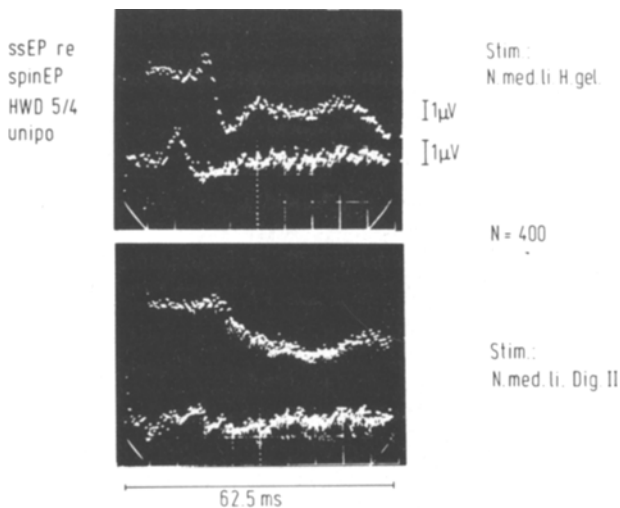 ssEP re
spinEP
HWD 5/4
unipo
Stim.:
N.med.li.H.gel.
1µV
1µV
N = 400
Stim.:
N.med.li. Dig. II
62.5 ms